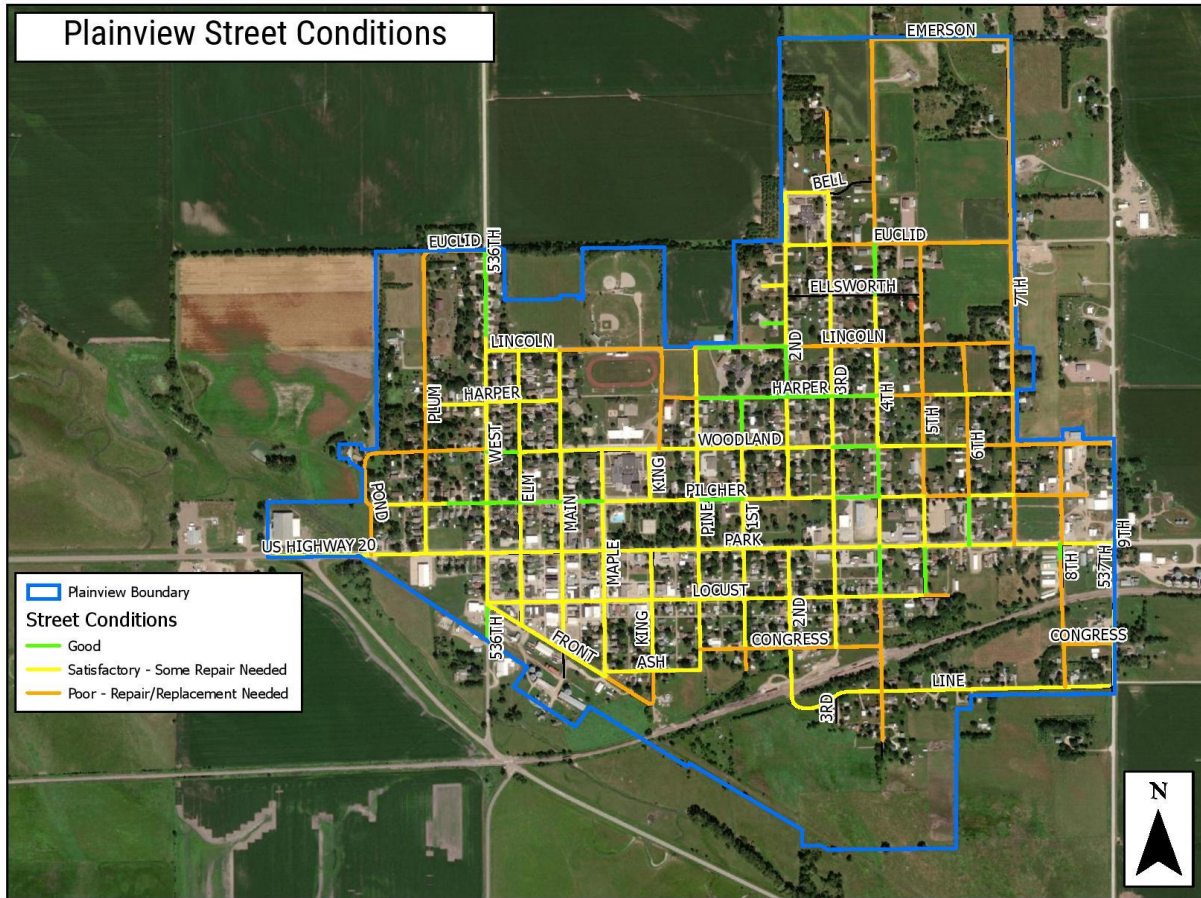 Plainview Street Conditions
EMERSON
BELL
EUCLID
536TH
EUCLID
ELLSWORTH
7TH
LINCOLN
2ND
LINCOLN
PLUM
HARPER
3RD
HARPER
4TH
5TH
WEST
WOODLAND
6TH
KING
POND
ELM
MAIN
PILCHER
PINE
1ST
US HIGHWAY 20
PARK
9TH
MAPLE
8TH
537TH
LOCUST
KING
2ND
536TH
FRONT
CONGRESS
CONGRESS
ASH
LINE
3RD
Plainview Boundary
Street Conditions
Good
Satisfactory - Some Repair Needed
Poor - Repair/Replacement Needed
N